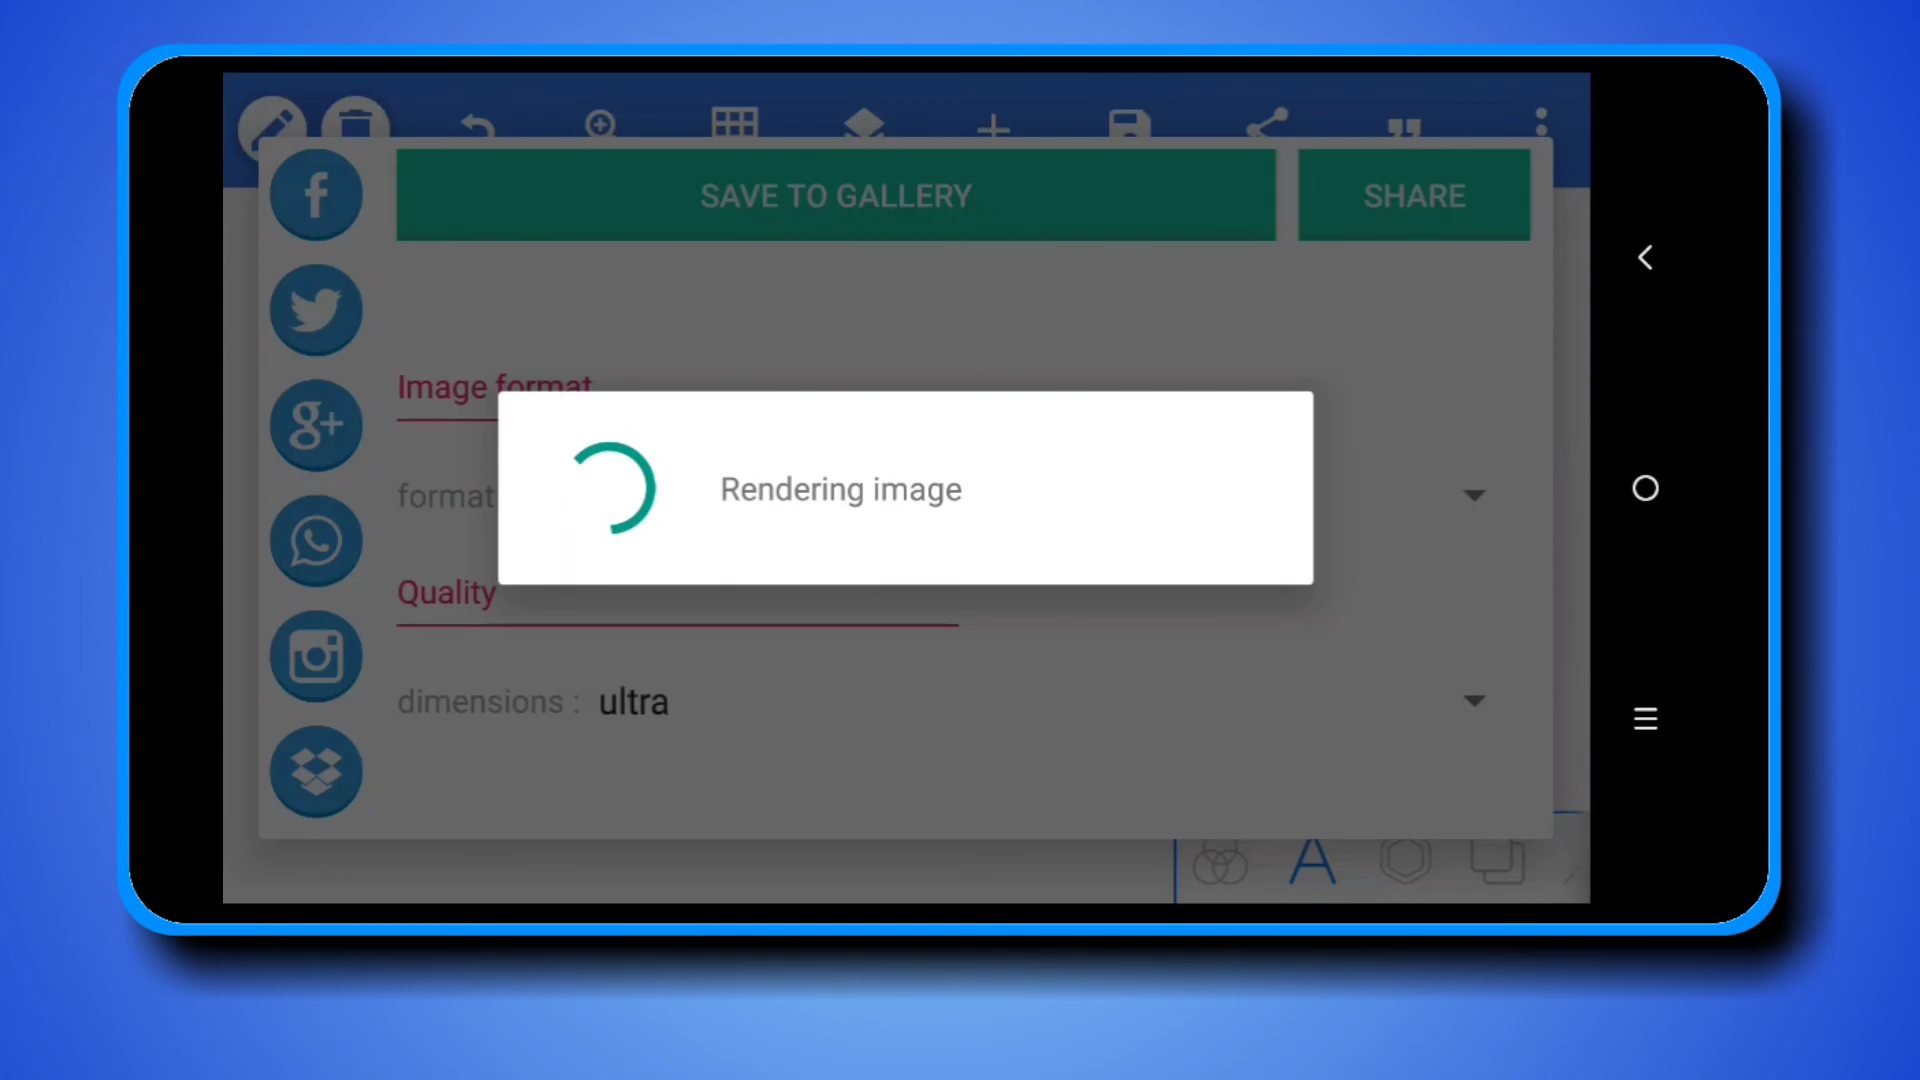 SAVE TO GALLERY
SHARE
Image format
format
Rendering image
Quality
dimensions : ultra